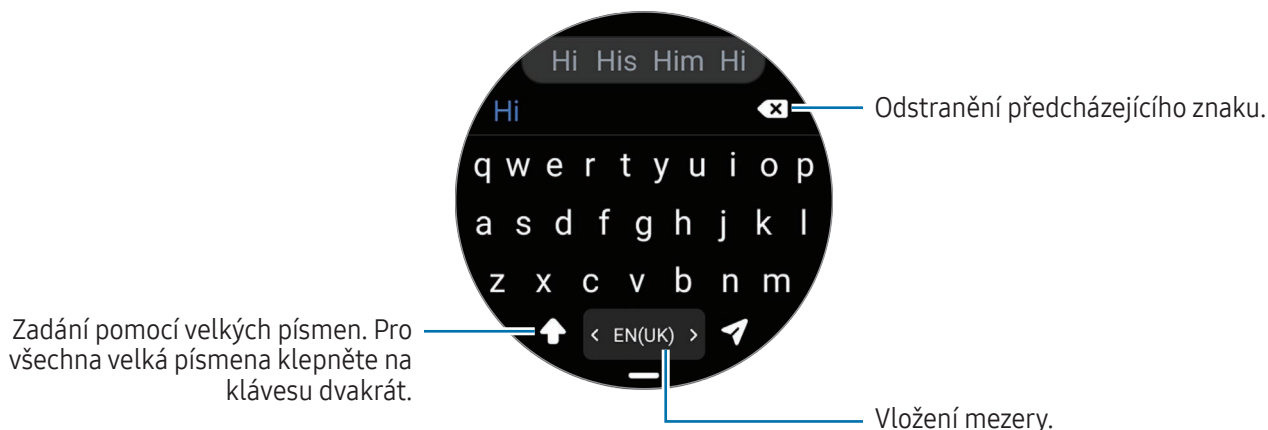 Hi His Him Hi
Hi
Odstranění předcházejícího znaku.
q w e r t y u i o p
a s d f g h j k l
z x c v b n m
Zadání pomocí velkých písmen. Pro
všechna velká písmena klepněte na
klávesu dvakrát.
< EN(UK) >
Vložení mezery.